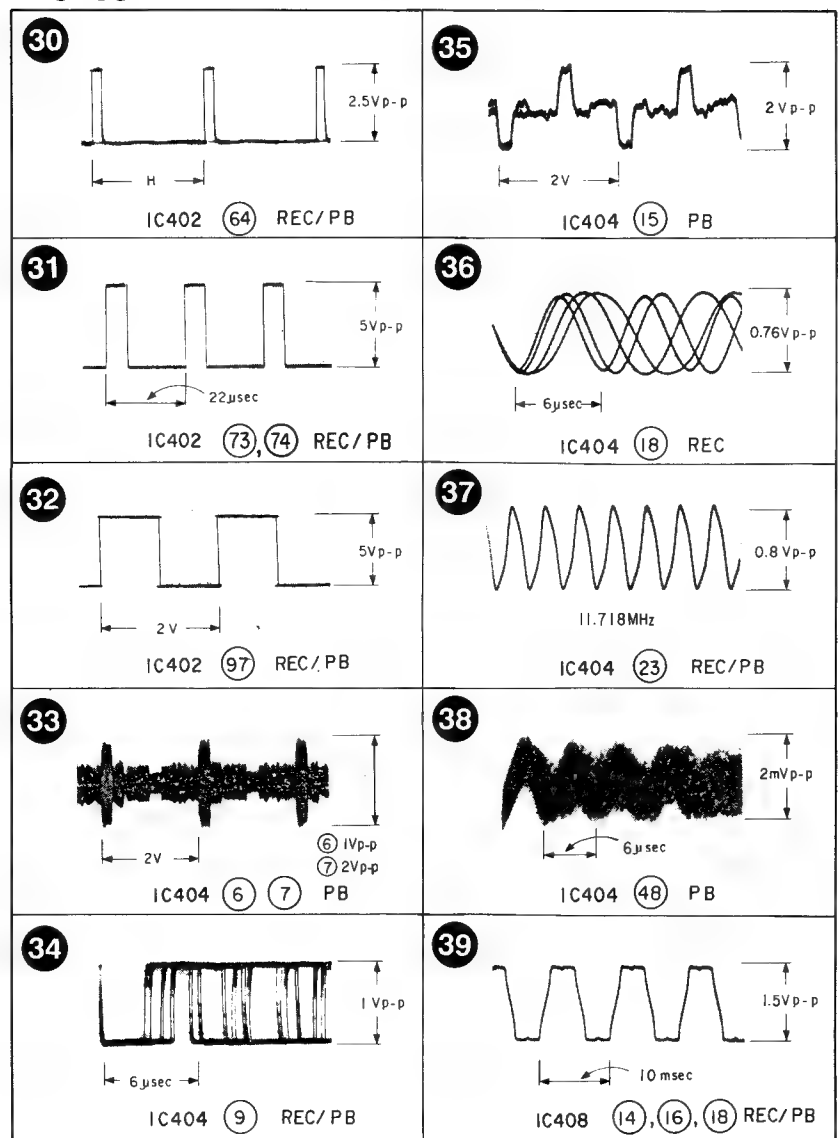 30
2.5Vp-p
H
IC402 64 REC/PB
31
5Vp-p
22µsec
IC402 73, 74 REC/PB
32
5Vp-p
2V
IC402 97 REC/PB
33
2V
6 1Vp-p
7 2Vp-p
IC404 6 7 PB
34
1Vp-p
6µsec
IC404 9 REC/PB
35
2Vp-p
2V
IC404 15 PB
36
0.76Vp-p
6µsec
IC404 18 REC
37
0.8Vp-p
11.718MHz
IC404 23 REC/PB
38
2mVp-p
6µsec
IC404 48 PB
39
1.5Vp-p
10msec
IC408 14, 16, 18 REC/PB